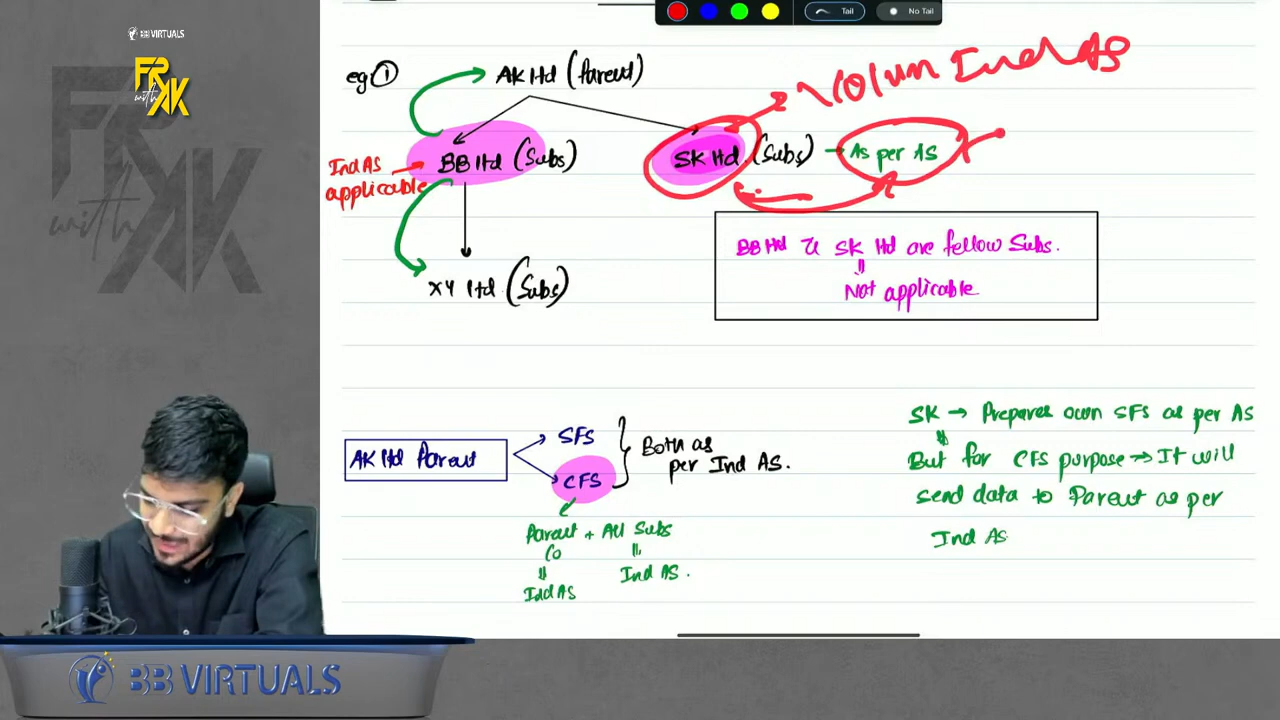 BB VIRTUALS
FR
with
AK
FR
with
AK
Tail
No Tail
eg ①
AK ltd (Parent)
Volun Ind AS
Ind AS
applicable
BB ltd (Subs)
SK ltd. (Subs) → As per AS
BB ltd & SK ltd are fellow Subs.
Not applicable
XY ltd (Subs)
AK ltd Parent
SFS
CFS
Both as
per Ind AS.
Parent + All Subs
Co
Ind AS
Ind AS.
SK → Prepares own SFS as per AS
But for CFS purpose → It will
send data to Parent as per
Ind AS
BB VIRTUALS